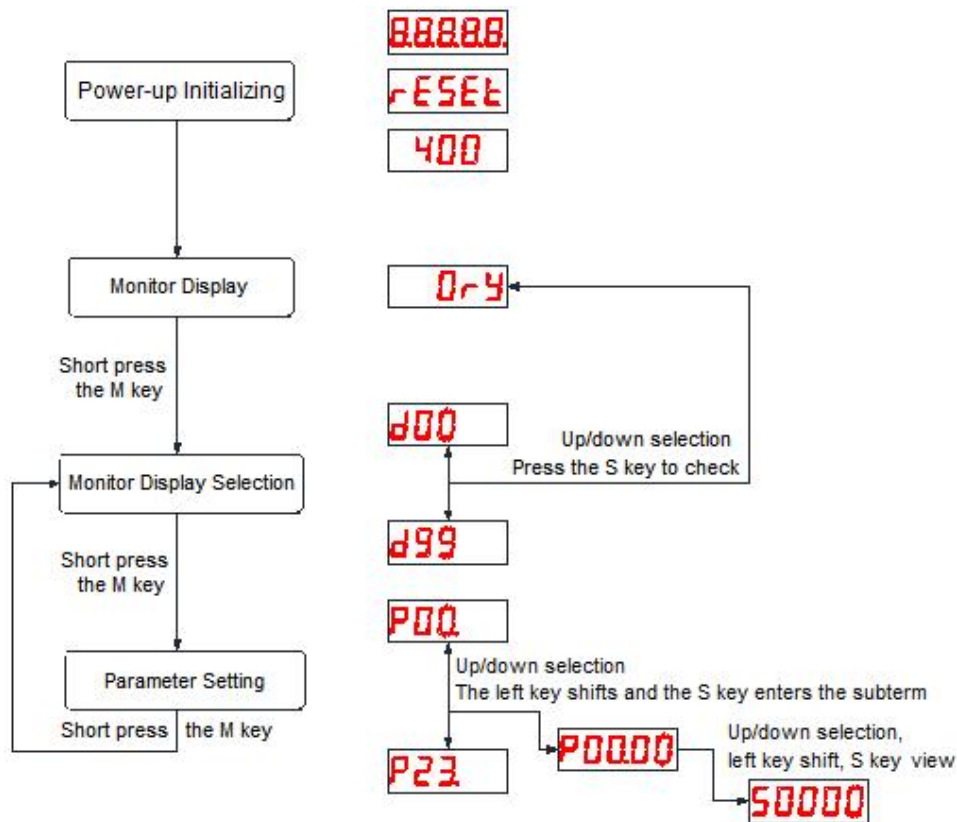 8.8.8.8.8.
Power-up Initializing
rESEt
400
Monitor Display
0rY
Short press
the M key
d00
Up/down selection
Press the S key to check
Monitor Display Selection
d99
Short press
the M key
P00.
Up/down selection
The left key shifts and the S key enters the subterm
Parameter Setting
Short press the M key
Up/down selection,
left key shift, S key view
P00.00
P23.
S0000